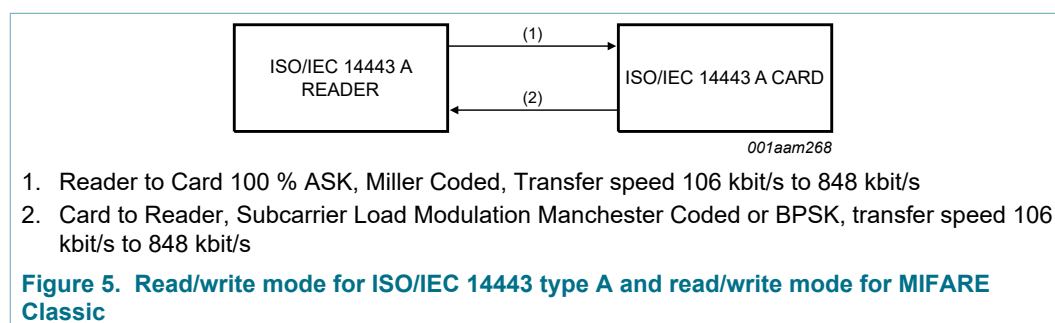 (1)
ISO/IEC 14443 A
READER
ISO/IEC 14443 A CARD
(2)
001aam268
1. Reader to Card 100 % ASK, Miller Coded, Transfer speed 106 kbit/s to 848 kbit/s
2. Card to Reader, Subcarrier Load Modulation Manchester Coded or BPSK, transfer speed 106
kbit/s to 848 kbit/s
Figure 5. Read/write mode for ISO/IEC 14443 type A and read/write mode for MIFARE
Classic